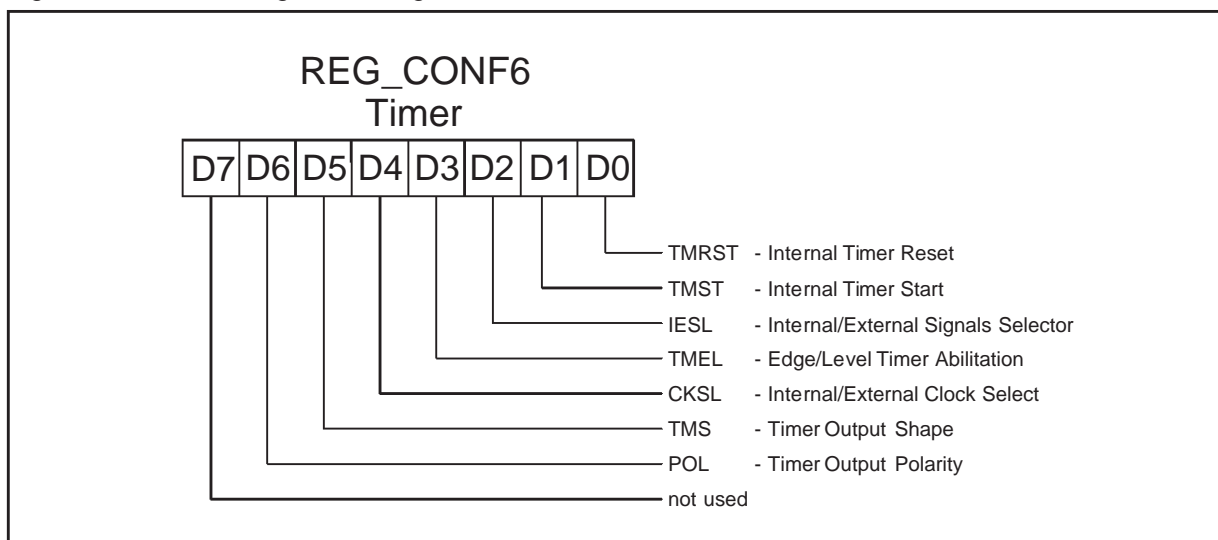 REG_CONF6
Timer
D7 D6 D5 D4 D3 D2 D1 D0
TMRST - Internal Timer Reset
TMST - Internal Timer Start
IESL - Internal/External Signals Selector
TMEL - Edge/Level Timer Abilitation
CKSL - Internal/External Clock Select
TMS - Timer Output Shape
POL - Timer Output Polarity
not used